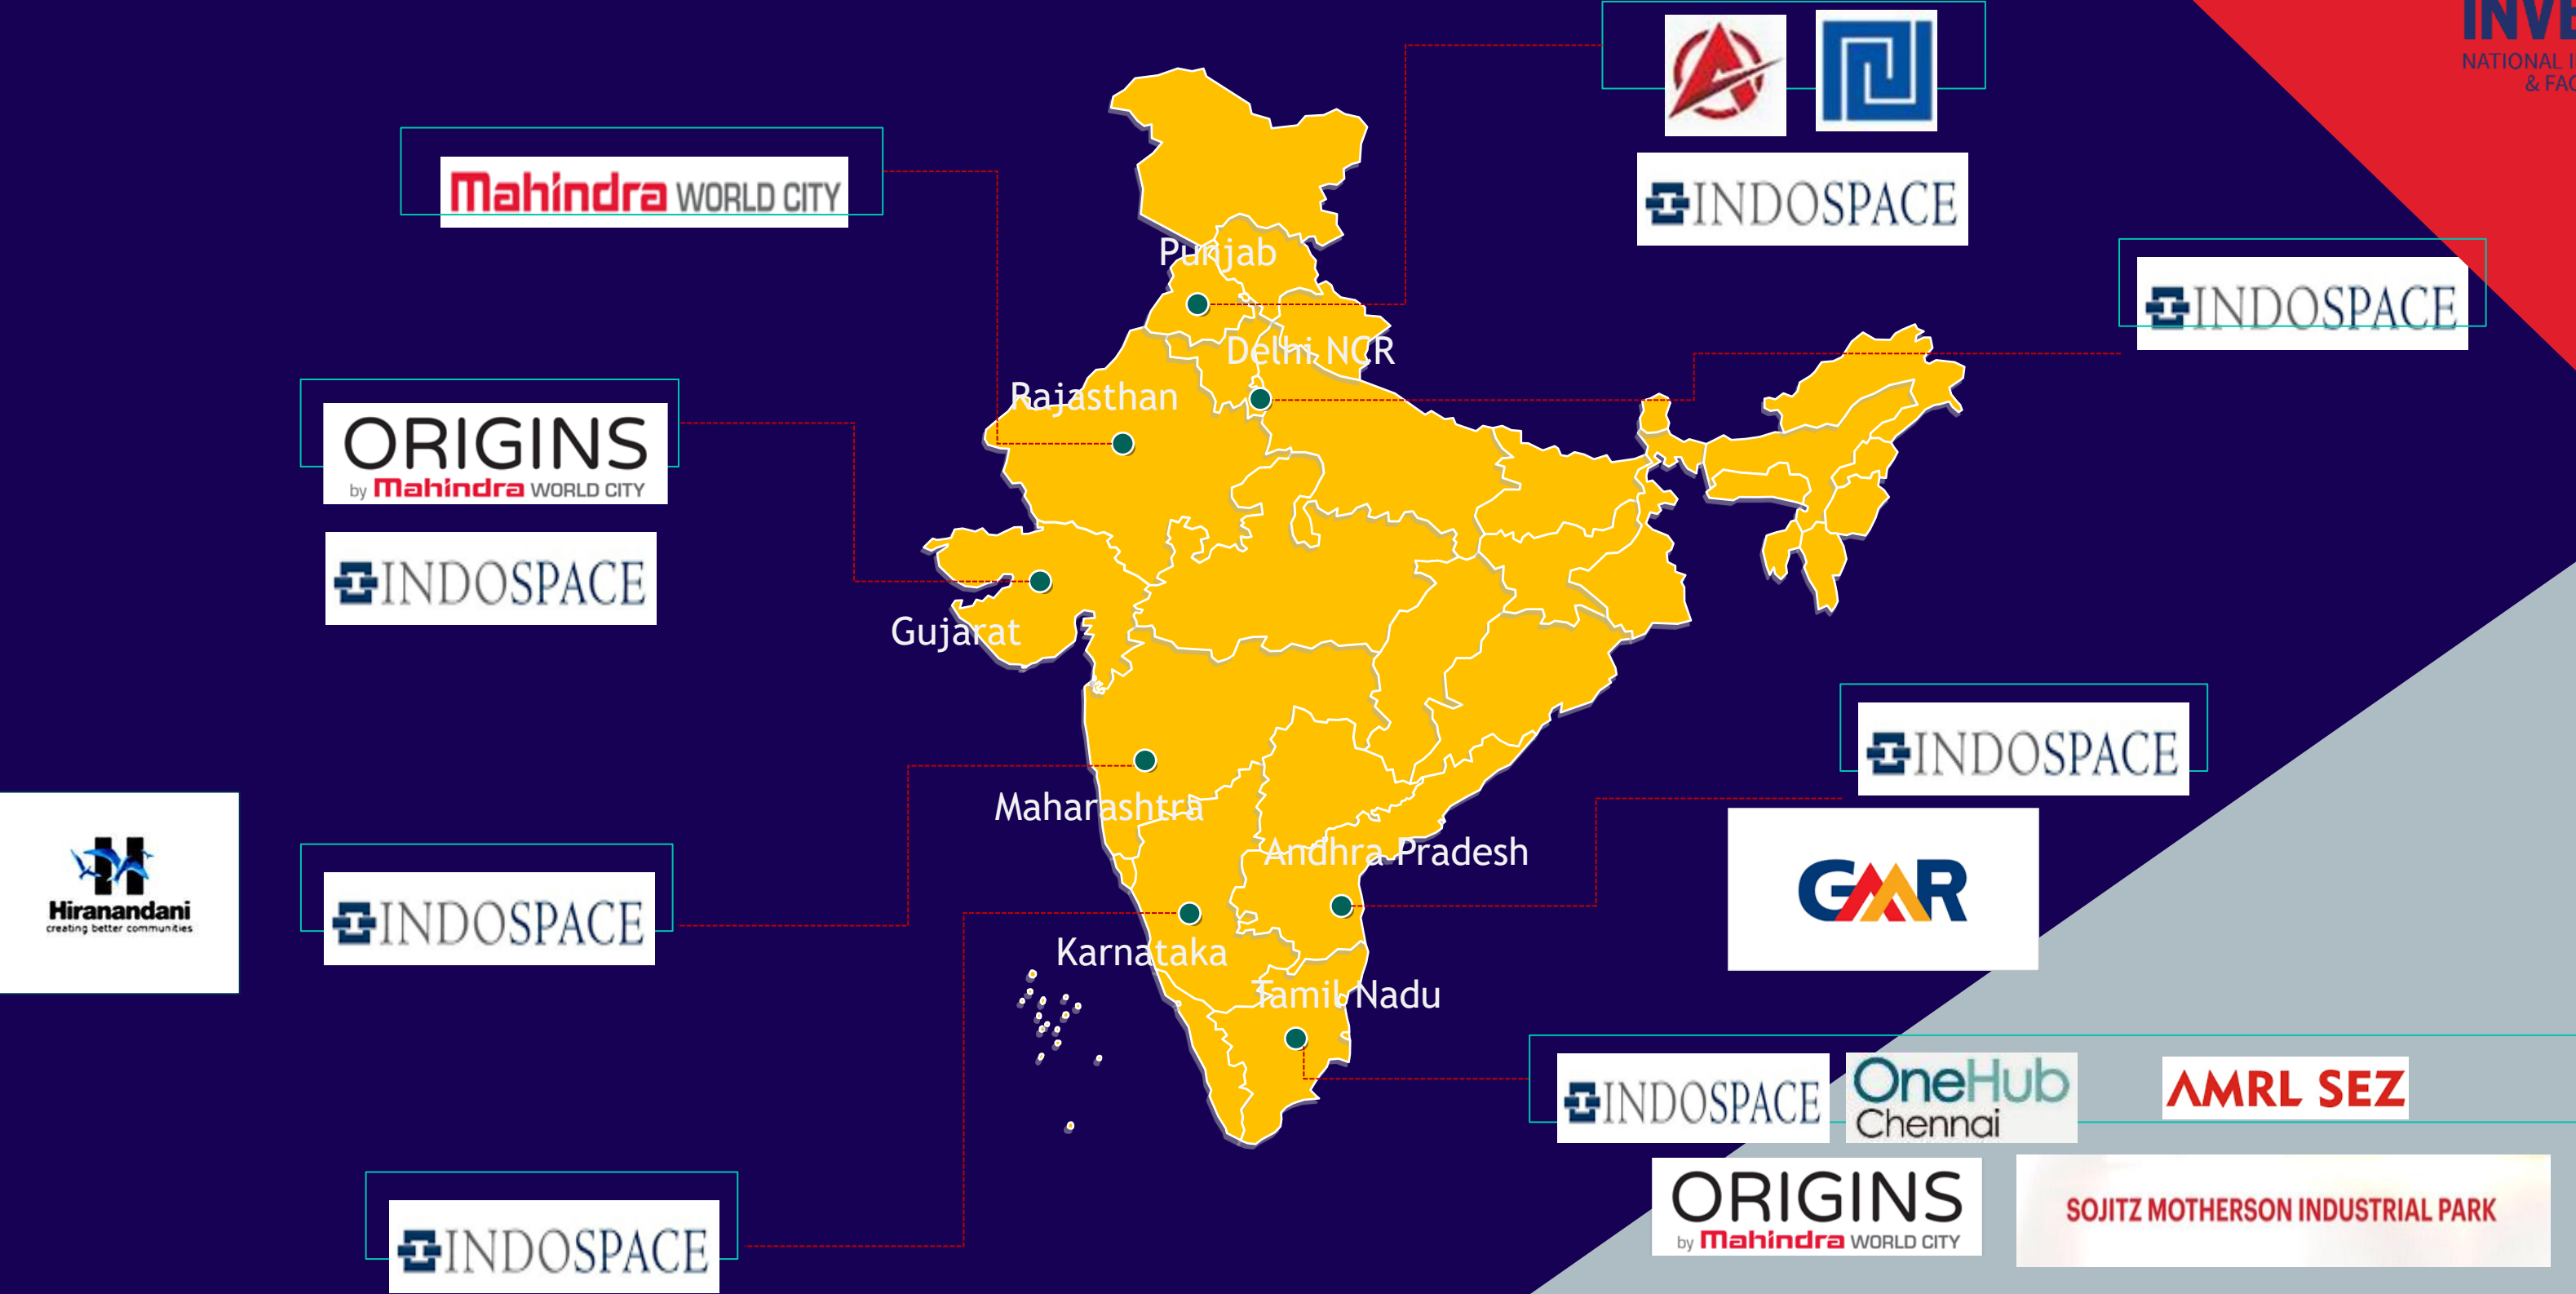 INVE
NATIONAL I
& FAC
Mahindra WORLD CITY
INDOSPACE
INDOSPACE
Punjab
Delhi NCR
Rajasthan
ORIGINS
by Mahindra WORLD CITY
INDOSPACE
Gujarat
INDOSPACE
GMR
Maharashtra
Andhra Pradesh
H
Hiranandani
creating better communities
INDOSPACE
Karnataka
Tamil Nadu
INDOSPACE
OneHub
Chennai
AMRL SEZ
ORIGINS
by Mahindra WORLD CITY
SOJITZ MOTHERSON INDUSTRIAL PARK
INDOSPACE